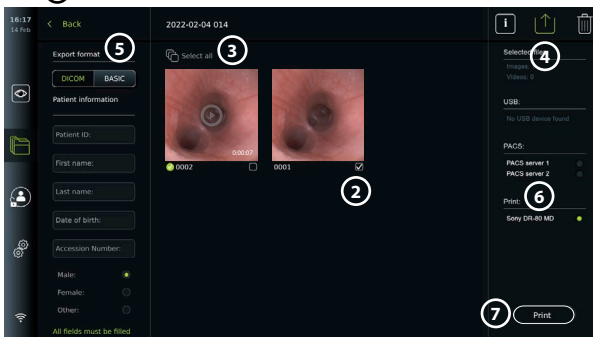 16:17
14 Feb
Back
2022-02-04 014
i
Export format
5
DICOM
BASIC
Patient information
Patient ID:
First name:
Last name:
Date of birth:
Accession Number:
Male:
Female:
Other:
All fields must be filled
Select all
3
0:00:07
0002
0001
2
Selected files
4
Images:
Videos: 0
USB:
No USB device found
PACS:
PACS server 1
PACS server 2
6
Print:
Sony DR-80 MD
7
Print